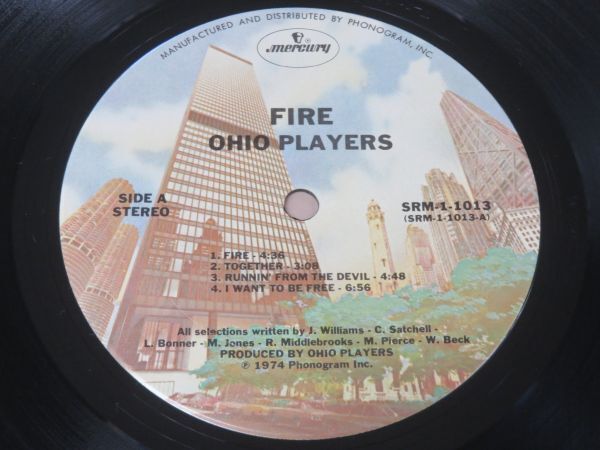 MANUFACTURED AND DISTRIBUTED BY PHONOGRAM, INC.
mercury
FIRE
OHIO PLAYERS
SIDE A
STEREO
SRM-1-1013
(SRM-1-1013-A)
1. FIRE - 4:36
2. TOGETHER - 3:08
3. RUNNIN' FROM THE DEVIL - 4:48
4. I WANT TO BE FREE - 6:56
All selections written by J. Williams - C. Satchell -
L. Bonner - M. Jones - R. Middlebrooks - M. Pierce - W. Beck
PRODUCED BY OHIO PLAYERS
℗ 1974 Phonogram Inc.